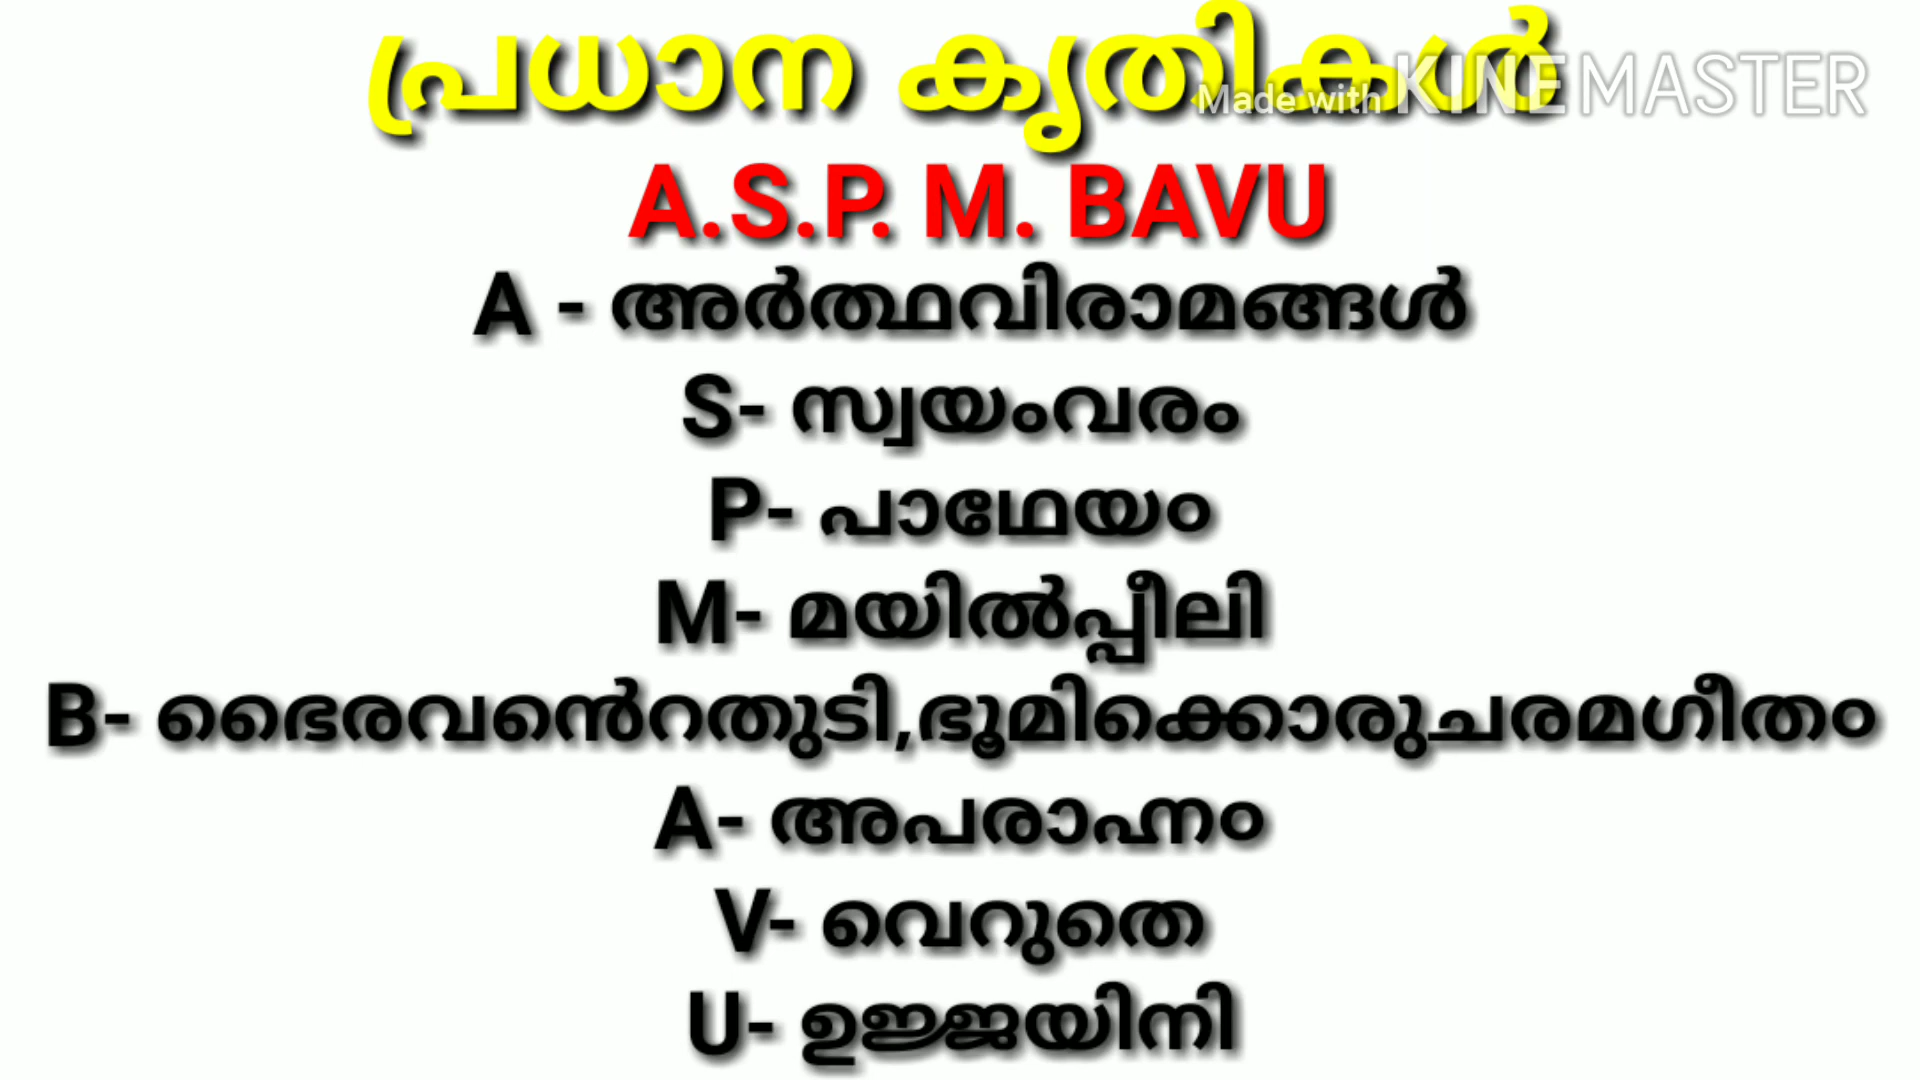 പ്രധാന കൃതികൾ
Made with KINEMASTER
A.S.P. M. BAVU
A - അർത്ഥവിരാമങ്ങൾ
S- സ്വയംവരം
P- പാഥേയം
M- മയിൽപ്പീലി
B- ഭൈരവൻെറതുടി,ഭൂമിക്കൊരുചരമഗീതം
A- അപരാഹ്നം
V- വെറുതെ
U- ഉജ്ജയിനി